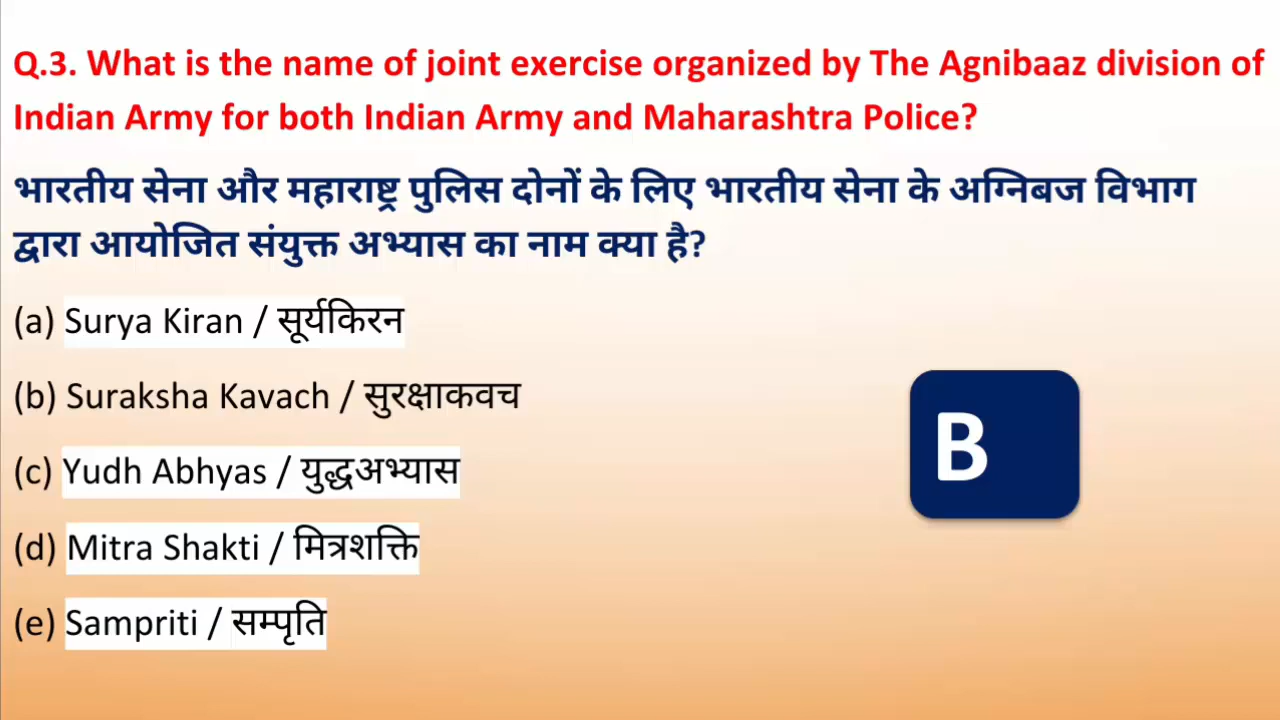 Q.3. What is the name of joint exercise organized by The Agnibaaz division of
Indian Army for both Indian Army and Maharashtra Police?
भारतीय सेना और महाराष्ट्र पुलिस दोनों के लिए भारतीय सेना के अग्निबज विभाग
द्वारा आयोजित संयुक्त अभ्यास का नाम क्या है?
(a) Surya Kiran / सूर्यकिरन
(b) Suraksha Kavach / सुरक्षाकवच
(c) Yudh Abhyas / युद्धअभ्यास
(d) Mitra Shakti / मित्रशक्ति
(e) Sampriti / सम्पृति
B